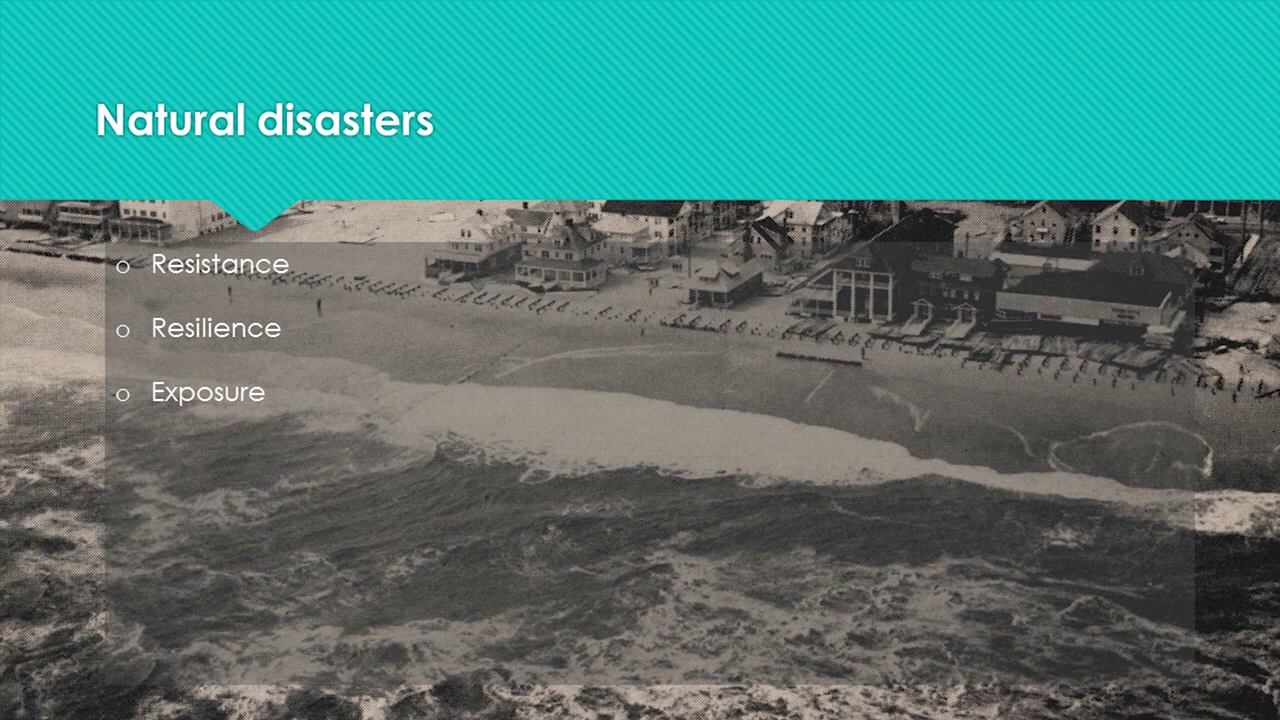 Natural disasters
Resistance
Resilience
Exposure